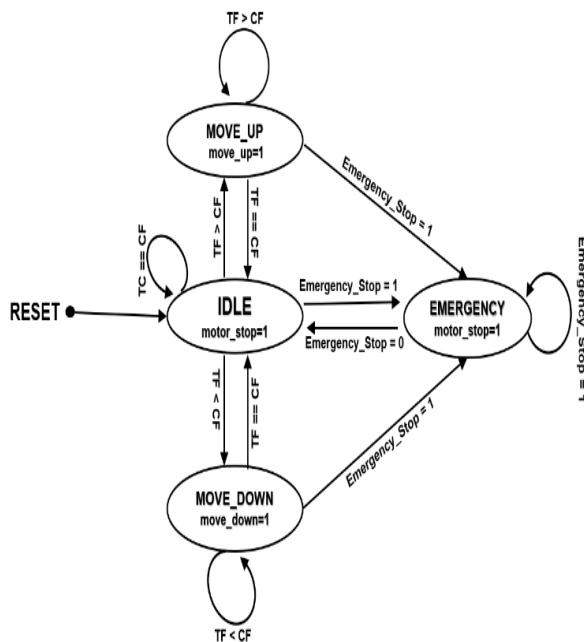 TF > CF
MOVE_UP
move_up=1
Emergency_Stop = 1
TF > CF
TF == CF
TC == CF
RESET
IDLE
motor_stop=1
Emergency_Stop = 1
Emergency_Stop = 0
EMERGENCY
motor_stop=1
Emergency_Stop = 1
TF < CF
TF == CF
Emergency_Stop = 1
MOVE_DOWN
move_down=1
TF < CF